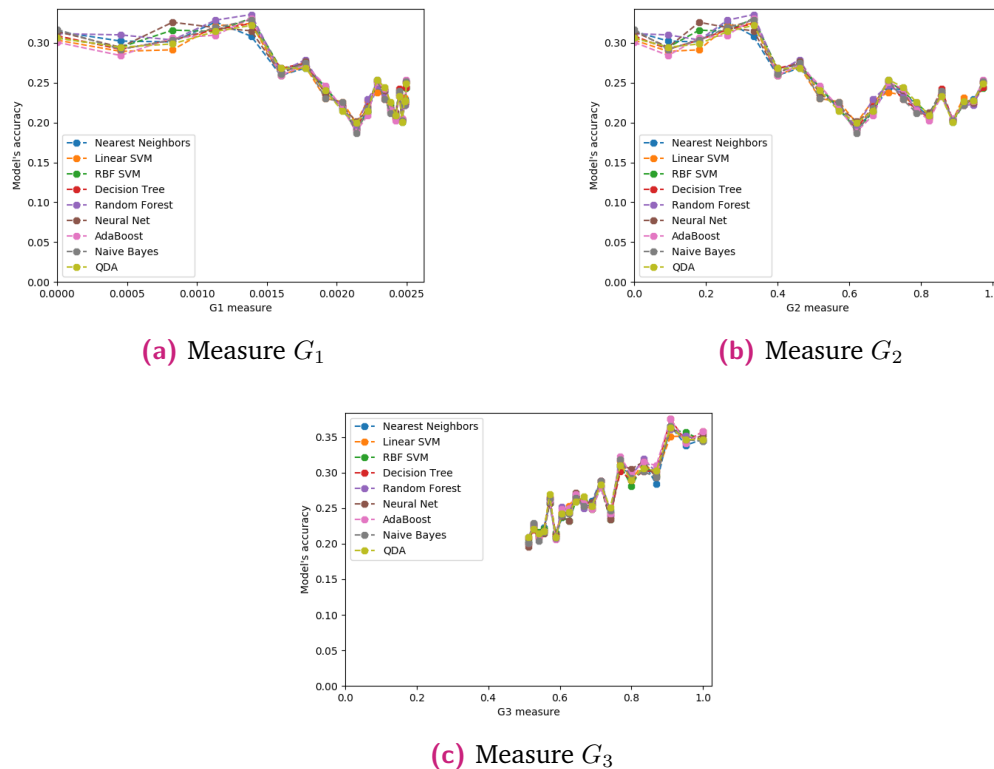 Model's accuracy
0.30
0.25
0.20
0.15
0.10
0.05
0.00
Nearest Neighbors
Linear SVM
RBF SVM
Decision Tree
Random Forest
Neural Net
AdaBoost
Naive Bayes
QDA
0.0000 0.0005 0.0010 0.0015 0.0020 0.0025
G1 measure
(a) Measure G1
Model's accuracy
0.30
0.25
0.20
0.15
0.10
0.05
0.00
Nearest Neighbors
Linear SVM
RBF SVM
Decision Tree
Random Forest
Neural Net
AdaBoost
Naive Bayes
QDA
0.0 0.2 0.4 0.6 0.8 1.0
G2 measure
(b) Measure G2
Model's accuracy
0.35
0.30
0.25
0.20
0.15
0.10
0.05
0.00
Nearest Neighbors
Linear SVM
RBF SVM
Decision Tree
Random Forest
Neural Net
AdaBoost
Naive Bayes
QDA
0.0 0.2 0.4 0.6 0.8 1.0
G3 measure
(c) Measure G3